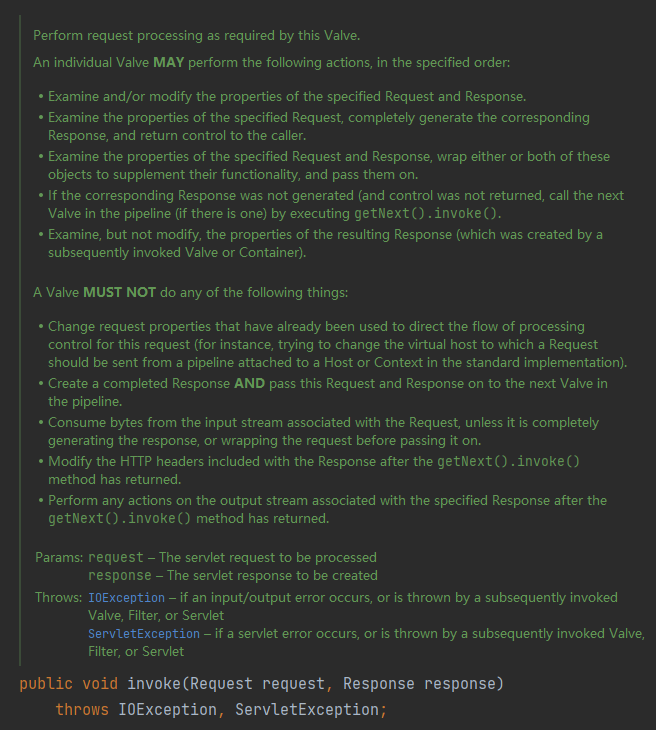 Perform request processing as required by this Valve.
An individual Valve MAY perform the following actions, in the specified order:
• Examine and/or modify the properties of the specified Request and Response.
• Examine the properties of the specified Request, completely generate the corresponding
Response, and return control to the caller.
• Examine the properties of the specified Request and Response, wrap either or both of these
objects to supplement their functionality, and pass them on.
• If the corresponding Response was not generated (and control was not returned, call the next
Valve in the pipeline (if there is one) by executing getNext().invoke().
• Examine, but not modify, the properties of the resulting Response (which was created by a
subsequently invoked Valve or Container).
A Valve MUST NOT do any of the following things:
• Change request properties that have already been used to direct the flow of processing
control for this request (for instance, trying to change the virtual host to which a Request
should be sent from a pipeline attached to a Host or Context in the standard implementation).
• Create a completed Response AND pass this Request and Response on to the next Valve in
the pipeline.
• Consume bytes from the input stream associated with the Request, unless it is completely
generating the response, or wrapping the request before passing it on.
• Modify the HTTP headers included with the Response after the getNext().invoke()
method has returned.
• Perform any actions on the output stream associated with the specified Response after the
getNext().invoke() method has returned.
Params: request – The servlet request to be processed
response – The servlet response to be created
Throws: IOException – if an input/output error occurs, or is thrown by a subsequently invoked
Valve, Filter, or Servlet
ServletException – if a servlet error occurs, or is thrown by a subsequently invoked Valve,
Filter, or Servlet
public void invoke(Request request, Response response)
throws IOException, ServletException;